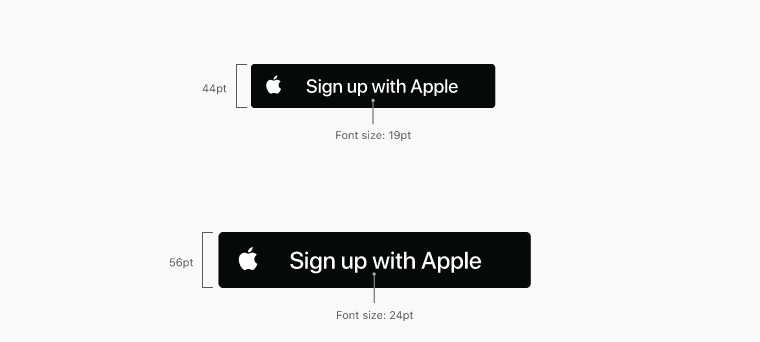 44pt
Sign up with Apple
Font size: 19pt
56pt
Sign up with Apple
Font size: 24pt